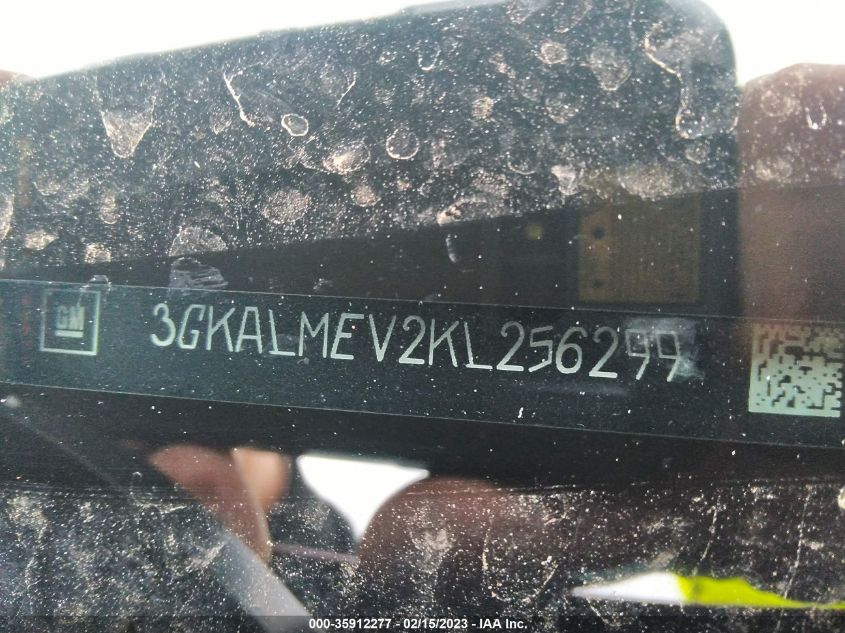 GM 3GKALMEV2KL256299
000-35912277 - 02/15/2023 - IAA Inc.